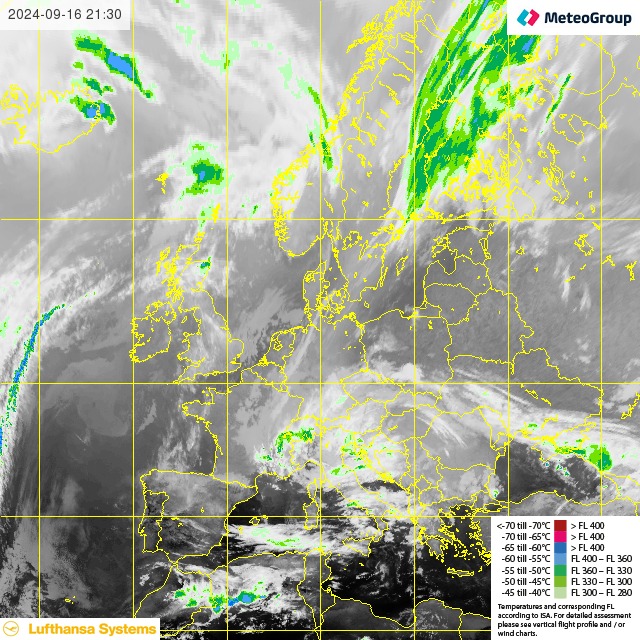 2024-09-16 21:30
MeteoGroup
<-70 till -70°C > FL 400
-70 till -65°C > FL 400
-65 till -60°C > FL 400
-60 till -55°C FL 400 - FL 360
-55 till -50°C FL 360 - FL 330
-50 till -45°C FL 330 - FL 300
-45 till -40°C FL 300 - FL 280
Temperatures and corresponding FL
according to ISA. For detailed assessment
please see vertical flight profile and / or
wind charts.
Lufthansa Systems